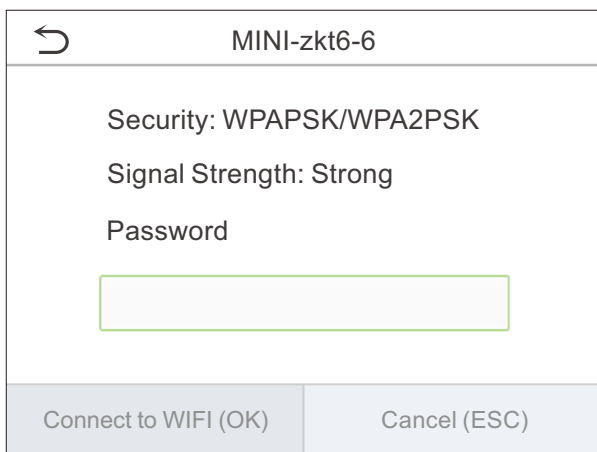 MINI-zkt6-6
Security: WPAPSK/WPA2PSK
Signal Strength: Strong
Password
Connect to WIFI (OK) Cancel (ESC)